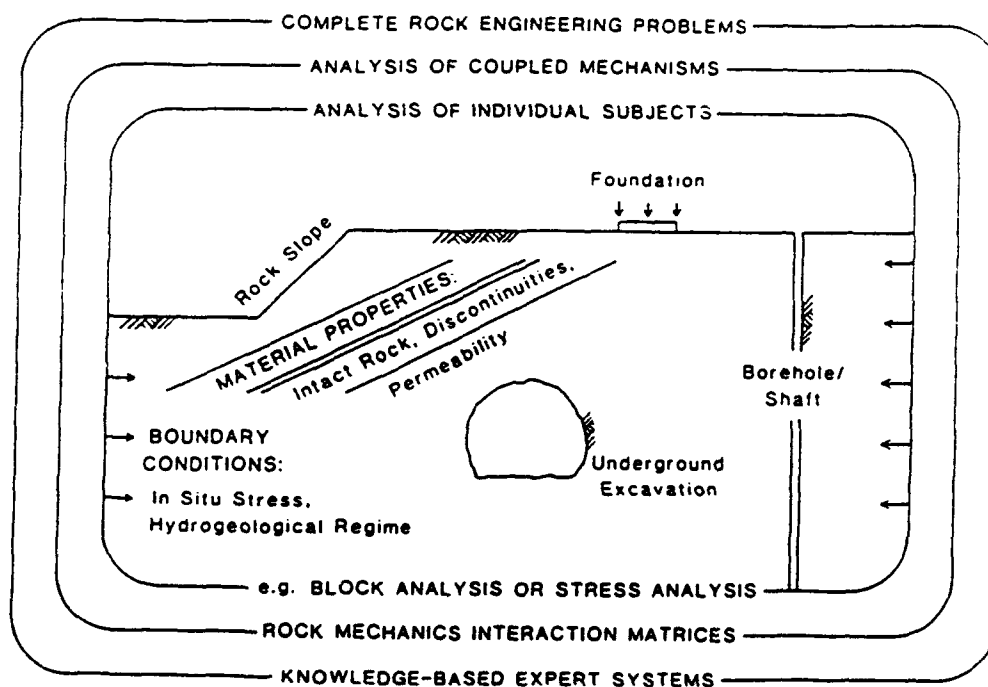 COMPLETE ROCK ENGINEERING PROBLEMS
ANALYSIS OF COUPLED MECHANISMS
ANALYSIS OF INDIVIDUAL SUBJECTS
Foundation
Rock Slope
MATERIAL PROPERTIES:
Intact Rock, Discontinuities,
Permeability
Borehole/
Shaft
BOUNDARY
CONDITIONS:
In Situ Stress,
Hydrogeological Regime
Underground
Excavation
e.g. BLOCK ANALYSIS OR STRESS ANALYSIS
ROCK MECHANICS INTERACTION MATRICES
KNOWLEDGE-BASED EXPERT SYSTEMS